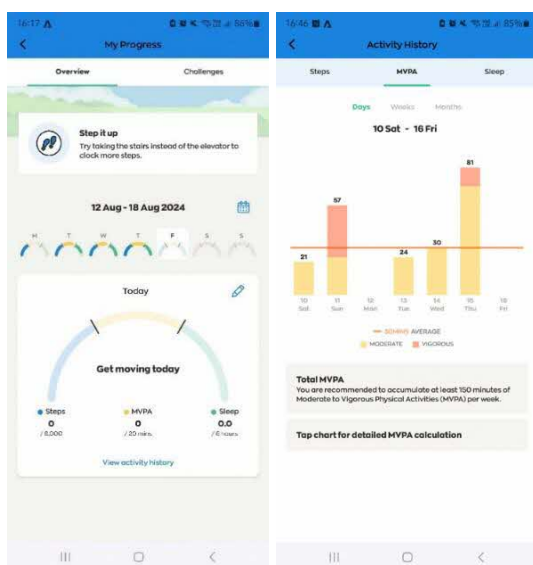 16:17
88%
My Progress
Overview
Challenges
Step it up
Try taking the stairs instead of the elevator to
clock more steps.
12 Aug - 18 Aug 2024
M T W T F S S
Today
Get moving today
Steps
0
/ 8,000
MVPA
0
/ 20 mins
Sleep
0.0
View activity history
16:46
85%
Activity History
Steps
MVPA
Sleep
Days
Weeks
Months
10 Sat - 16 Fri
21
57
24
30
81
10 11 12 13 14 15 16
Sat Sun Mon Tue Wed Thu Fri
AVERAGE
MODERATE
VIGOROUS
Total MVPA
You are recommended to accumulate at least 150 minutes of
Moderate to Vigorous Physical Activities (MVPA) per week.
Tap chart for detailed MVPA calculation